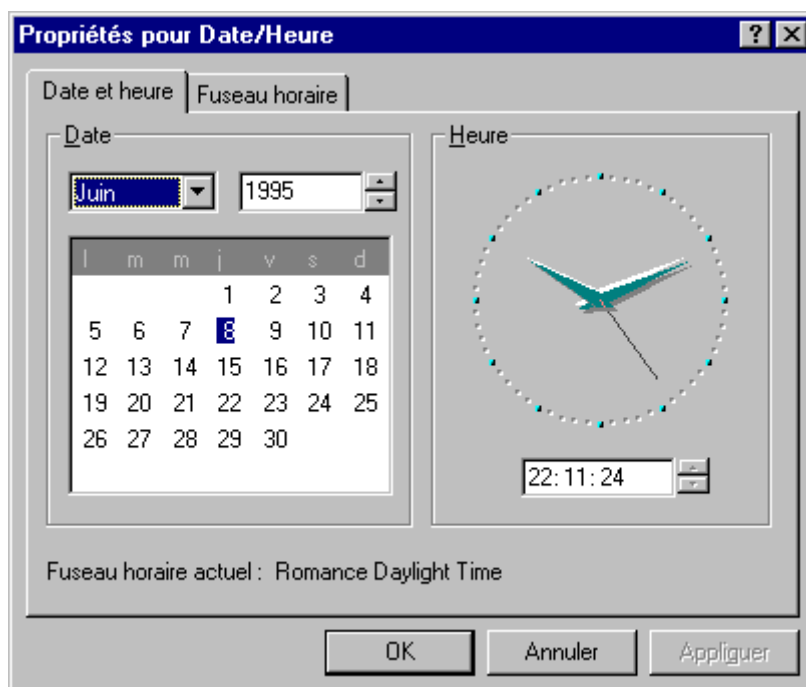 Propriétés pour Date/Heure
Date et heure
Fuseau horaire
Date
Juin
1995
l m m j v s d
1 2 3 4
5 6 7 8 9 10 11
12 13 14 15 16 17 18
19 20 21 22 23 24 25
26 27 28 29 30
Heure
22:11:24
Fuseau horaire actuel : Romance Daylight Time
OK
Annuler
Appliguer